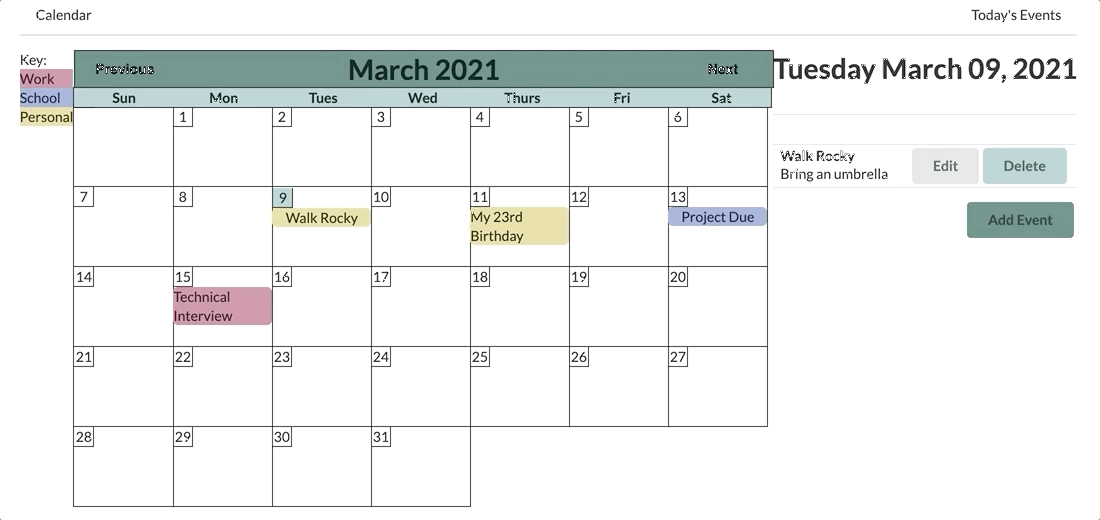 Calendar
Today's Events
Key:
Work
School
Personal
Previous
March 2021
Next
Sun Mon Tues Wed Thurs Fri Sat
1 2 3 4 5 6
7 8 9 10 11 12 13
Walk Rocky
My 23rd
Birthday
Project Due
14 15 16 17 18 19 20
Technical
Interview
21 22 23 24 25 26 27
28 29 30 31
Tuesday March 09, 2021
Walk Rocky
Bring an umbrella
Edit
Delete
Add Event